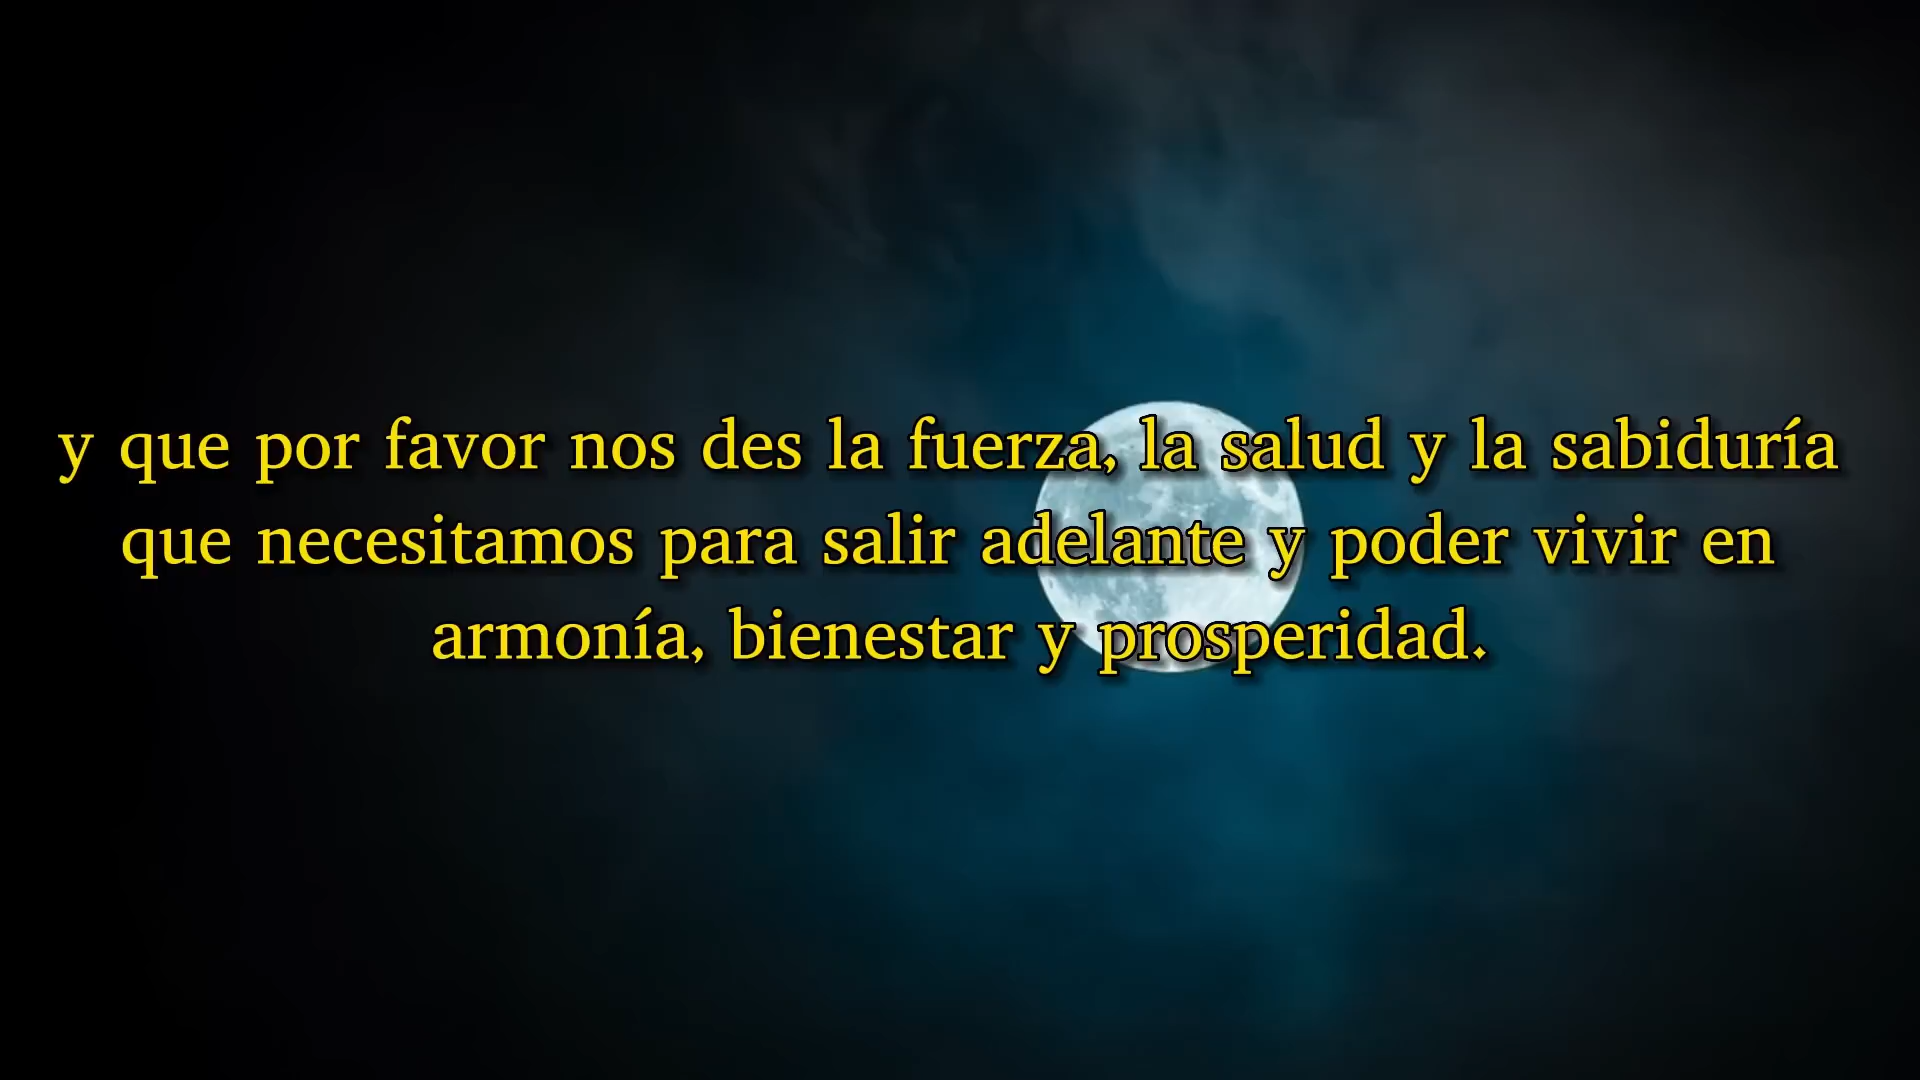 y que por favor nos des la fuerza, la salud y la sabiduría
que necesitamos para salir adelante y poder vivir en
armonía, bienestar y prosperidad.